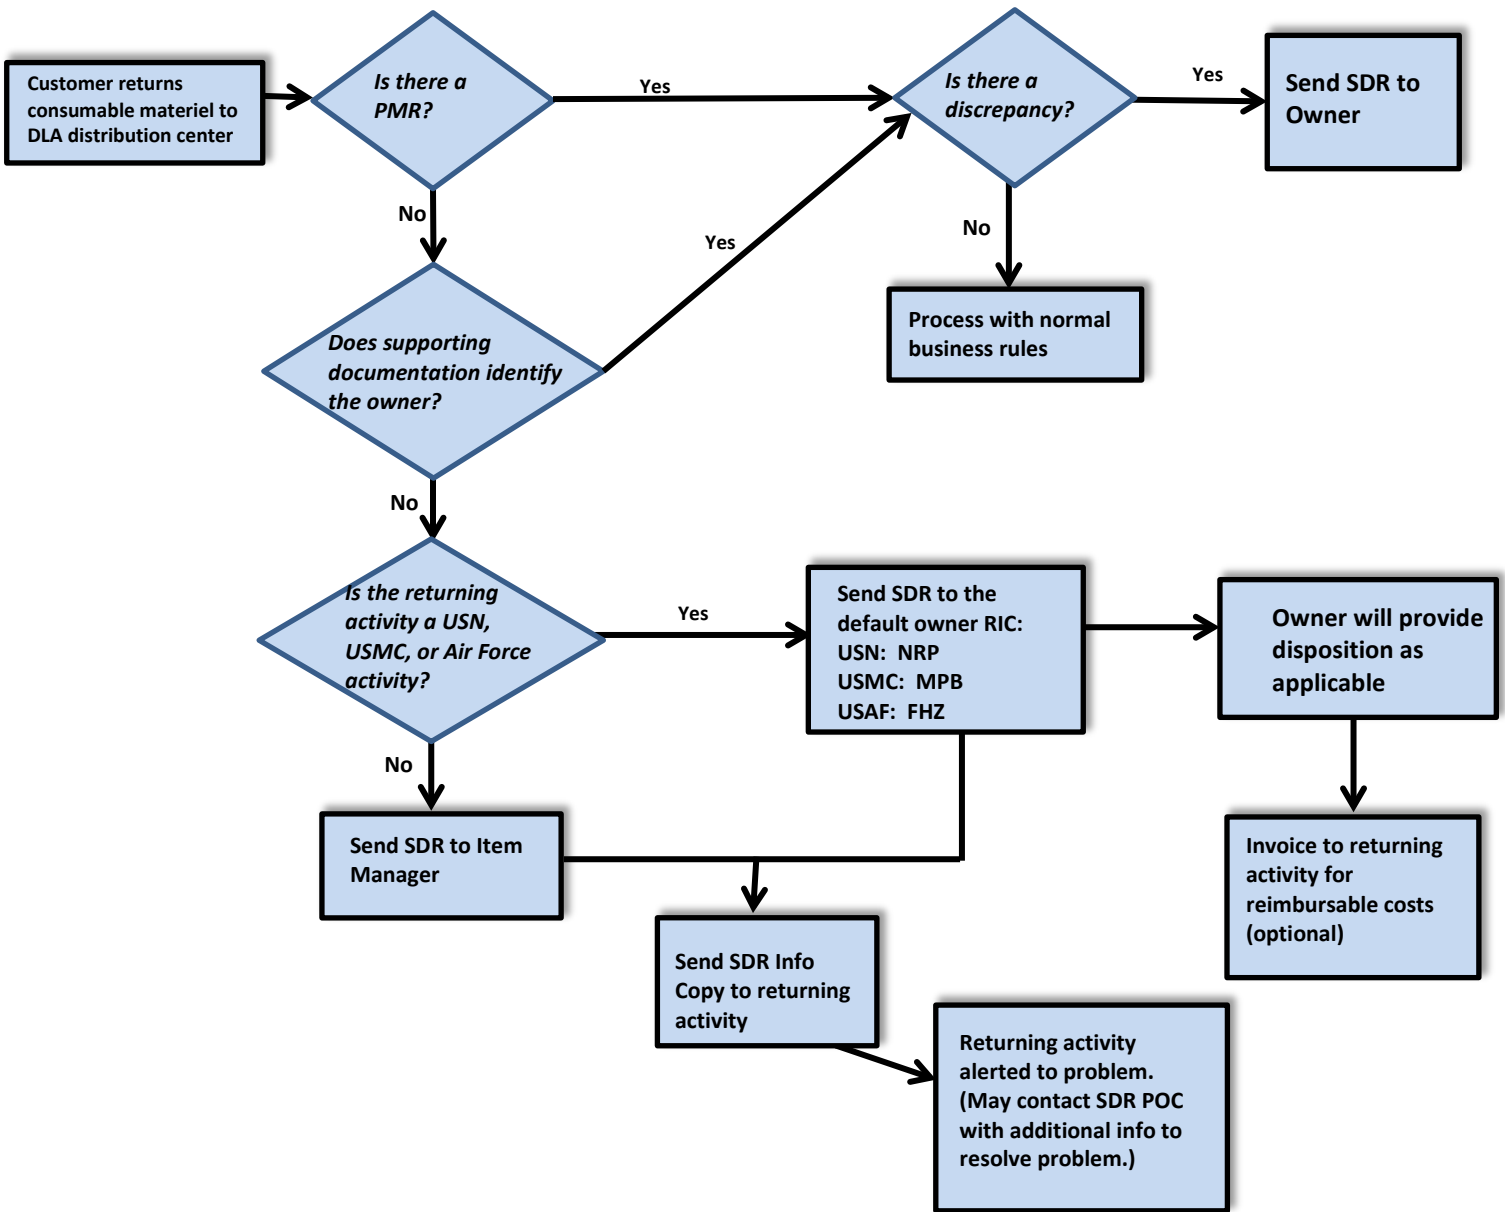 Customer returns
consumable materiel to
DLA distribution center
Is there a
PMR?
Yes
Is there a
discrepancy?
Yes
Send SDR to
Owner
No
No
Yes
Process with normal
business rules
Does supporting
documentation identify
the owner?
No
Is the returning
activity a USN,
USMC, or Air Force
activity?
Yes
Send SDR to the
default owner RIC:
USN: NRP
USMC: MPB
USAF: FHZ
Owner will provide
disposition as
applicable
No
Send SDR to Item
Manager
Invoice to returning
activity for
reimbursable costs
(optional)
Send SDR Info
Copy to returning
activity
Returning activity
alerted to problem.
(May contact SDR POC
with additional info to
resolve problem.)